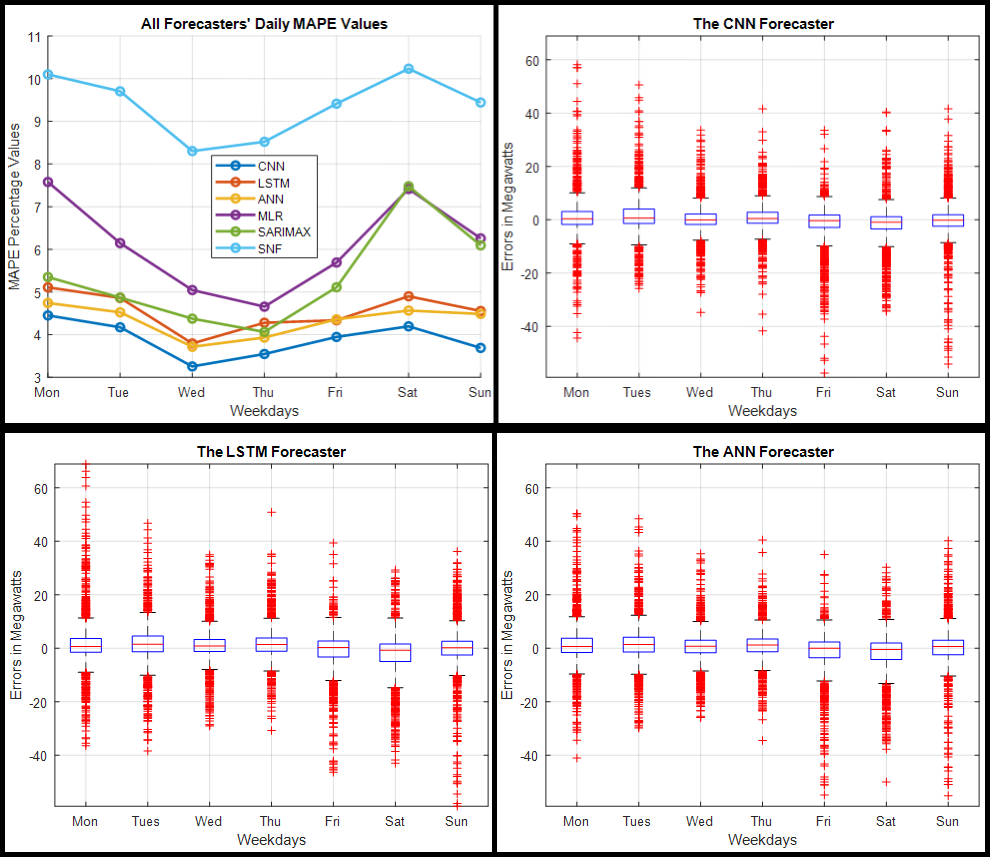 All Forecasters' Daily MAPE Values
11
10
9
8
7
6
5
4
3
MAPE Percentage Values
CNN
LSTM
ANN
MLR
SARIMAX
SNF
Mon Tue Wed Thu Fri Sat Sun
Weekdays
The CNN Forecaster
60
40
20
0
-20
-40
Errors in Megawatts
Mon Tues Wed Thu Fri Sat Sun
Weekdays
The LSTM Forecaster
60
40
20
0
-20
-40
Errors in Megawatts
Mon Tues Wed Thu Fri Sat Sun
Weekdays
The ANN Forecaster
60
40
20
0
-20
-40
Errors in Megawatts
Mon Tues Wed Thu Fri Sat Sun
Weekdays